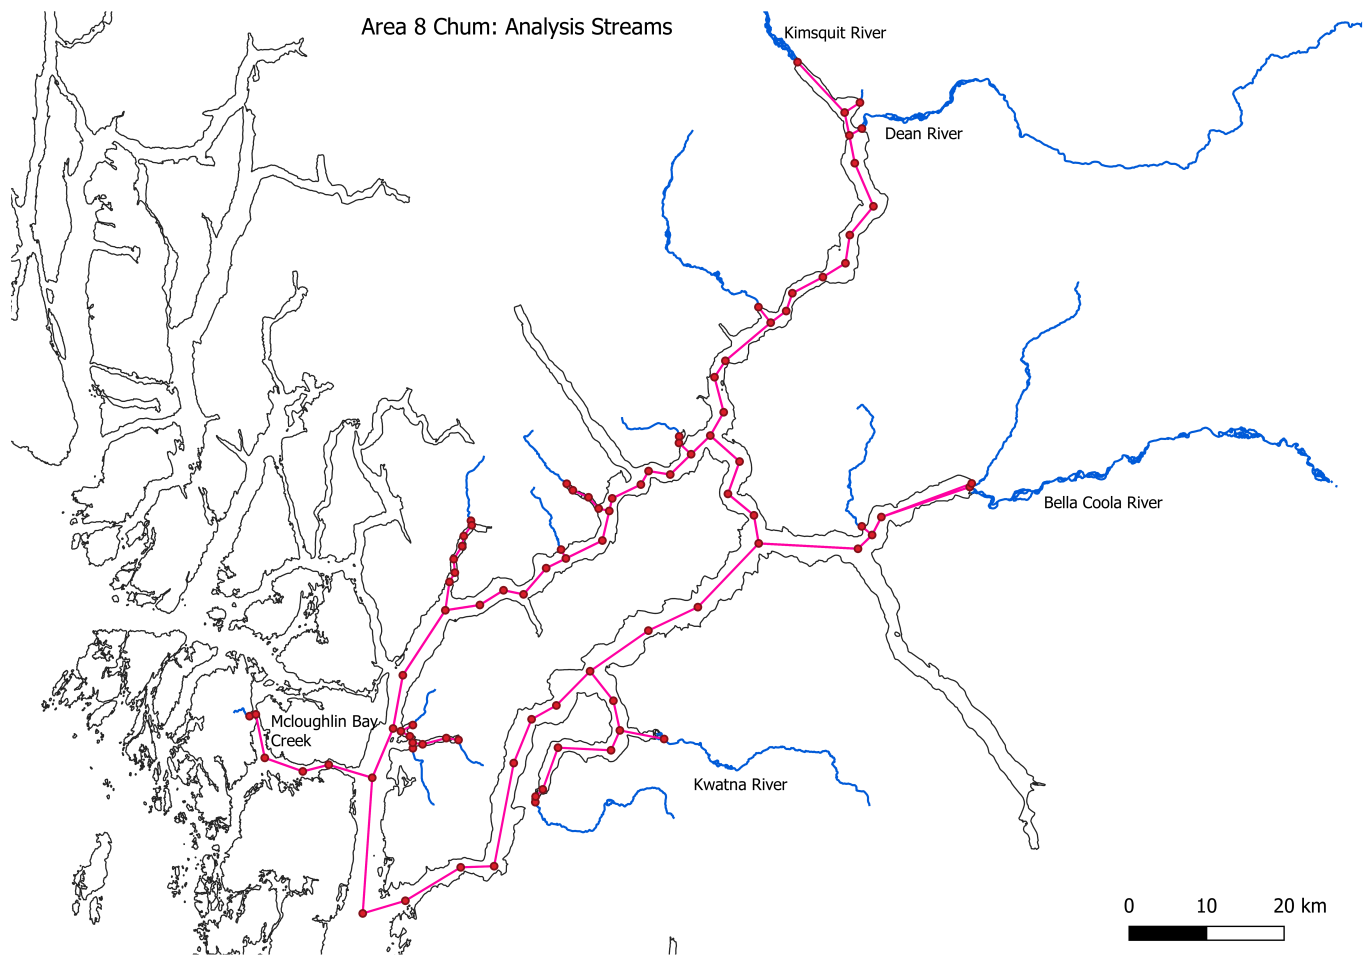 Area 8 Chum: Analysis Streams
Kimsquit River
Dean River
Bella Coola River
Mcloughlin Bay
Creek
Kwatna River
0 10 20 km